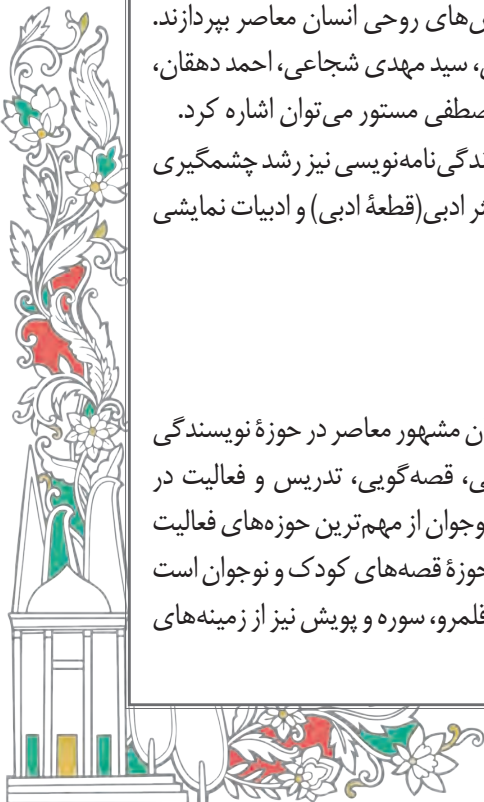 ش‌های روحی انسان معاصر بپردازند.
، سید مهدی شجاعی، احمد دهقان،
صطفی مستور می‌توان اشاره کرد.
ندگی‌نامه‌نویسی نیز رشد چشمگیری
ثر ادبی(قطعهٔ ادبی) و ادبیات نمایشی
ن مشهور معاصر در حوزهٔ نویسندگی
ی، قصه‌گویی، تدریس و فعالیت در
وجوان از مهم‌ترین حوزه‌های فعالیت
حوزهٔ قصه‌های کودک و نوجوان است
قلمرو، سوره و پویش نیز از زمینه‌های